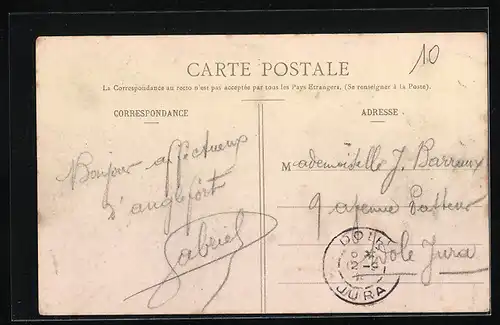 10
CARTE POSTALE
La Correspondance au recto n'est pas acceptée par tous les Pays Etrangers. (Se renseigner à la Poste).
CORRESPONDANCE
ADRESSE
Bonjour affectueux
d'anglefort
Gabriel
Mademoiselle J. Barraux
9 avenue Pasteur
Dole Jura
DOLE
JURA